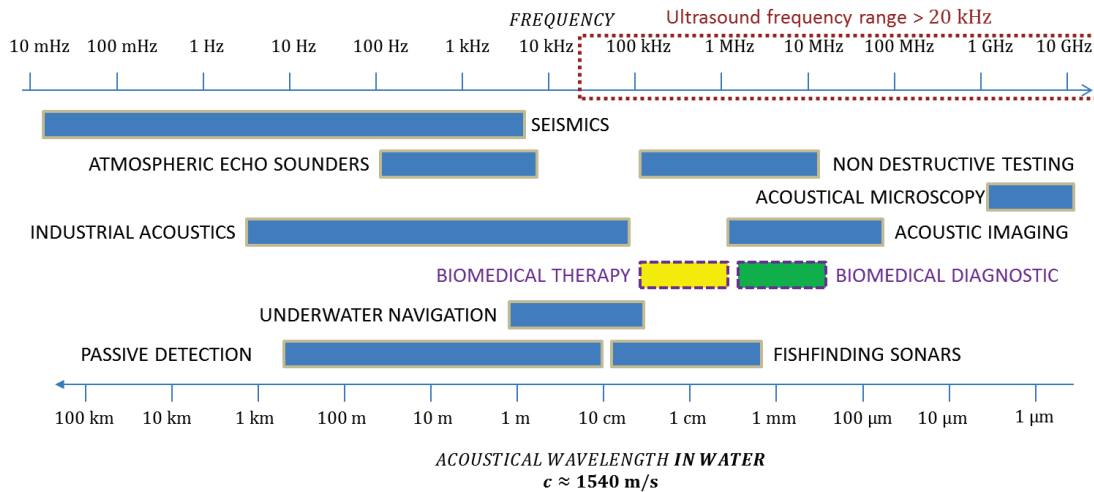 FREQUENCY
Ultrasound frequency range > 20 kHz
10 mHz 100 mHz 1 Hz 10 Hz 100 Hz 1 kHz 10 kHz 100 kHz 1 MHz 10 MHz 100 MHz 1 GHz 10 GHz
SEISMICS
ATMOSPHERIC ECHO SOUNDERS
NON DESTRUCTIVE TESTING
ACOUSTICAL MICROSCOPY
INDUSTRIAL ACOUSTICS
ACOUSTIC IMAGING
BIOMEDICAL THERAPY
BIOMEDICAL DIAGNOSTIC
UNDERWATER NAVIGATION
PASSIVE DETECTION
FISHFINDING SONARS
100 km 10 km 1 km 100 m 10 m 1 m 10 cm 1 cm 1 mm 100 μm 10 μm 1 μm
ACOUSTICAL WAVELENGTH IN WATER
c ≈ 1540 m/s